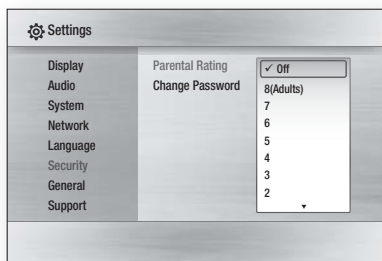 Settings
Display
Audio
System
Network
Language
Security
General
Support
Parental Rating
Change Password
✓ Off
8(Adults)
7
6
5
4
3
2